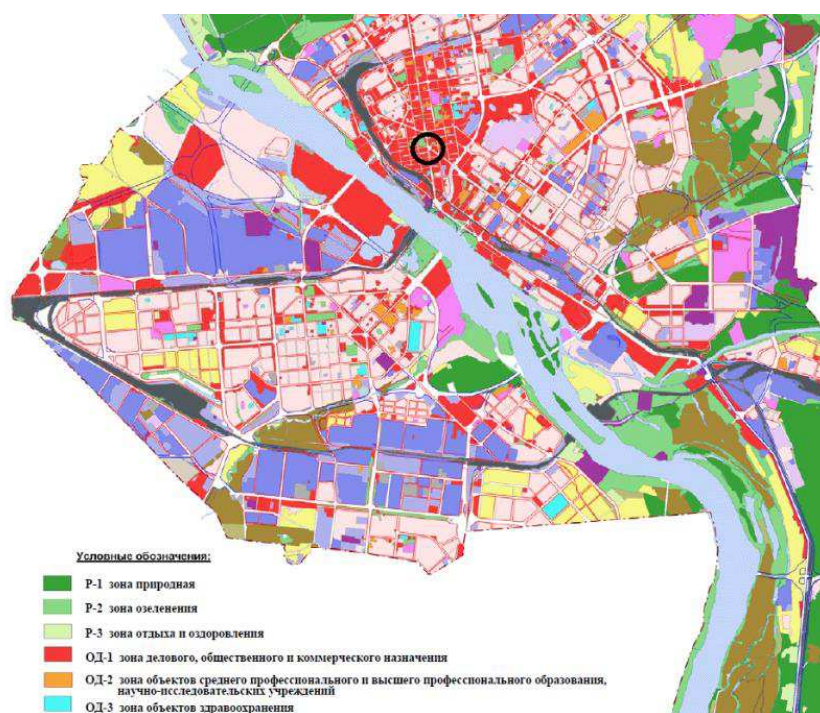 Условные обозначения:
Р-1 зона природная
Р-2 зона озеленения
Р-3 зона отдыха и оздоровления
ОД-1 зона делового, общественного и коммерческого назначения
ОД-2 зона объектов среднего профессионального и высшего профессионального образования,
научно-исследовательских учреждений
ОД-3 зона объектов здравоохранения